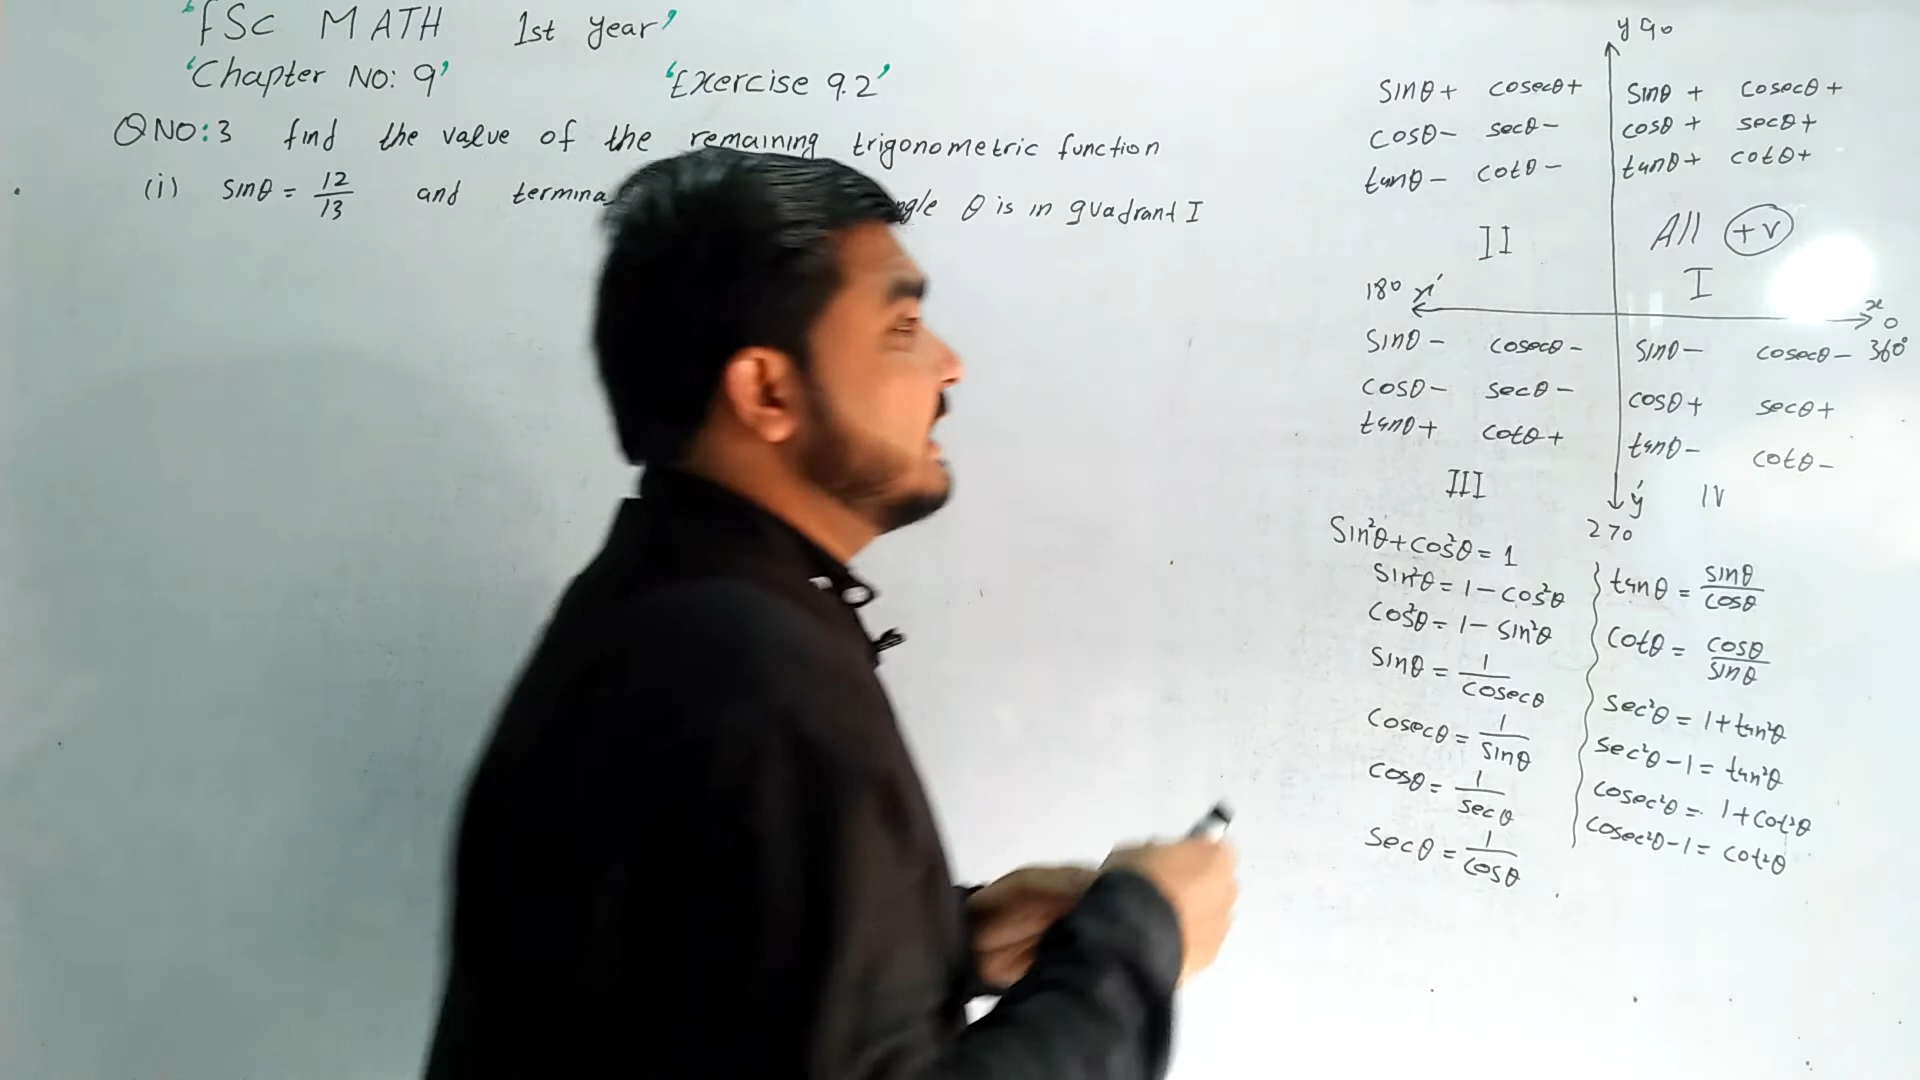 'FSc MATH 1st year'
'Chapter NO: 9' 'Exercise 9.2'
QNO:3 find the value of the remaining trigonometric function
(i) sinθ = 12/13 and θ is in quadrant I
y 90
sinθ+ cosecθ+
cosθ- secθ-
tanθ- cotθ-
II
sinθ + cosecθ +
cosθ + secθ+
tanθ+ cotθ+
All +v
I
180 x'
x 0
360°
sinθ- cosecθ-
cosθ- secθ-
tanθ+ cotθ+
III
sinθ- cosecθ-
cosθ+ secθ+
tanθ- cotθ-
IV
y'
270
Sin²θ+cos²θ = 1
sin²θ = 1-cos²θ
cos²θ = 1- sin²θ
sinθ = 1/cosecθ
cosecθ = 1/sinθ
cosθ = 1/secθ
secθ = 1/cosθ
tanθ = sinθ/cosθ
cotθ = cosθ/sinθ
sec²θ = 1+tan²θ
sec²θ-1 = tan²θ
cosec²θ = 1+cot²θ
cosec²θ-1 = cot²θ